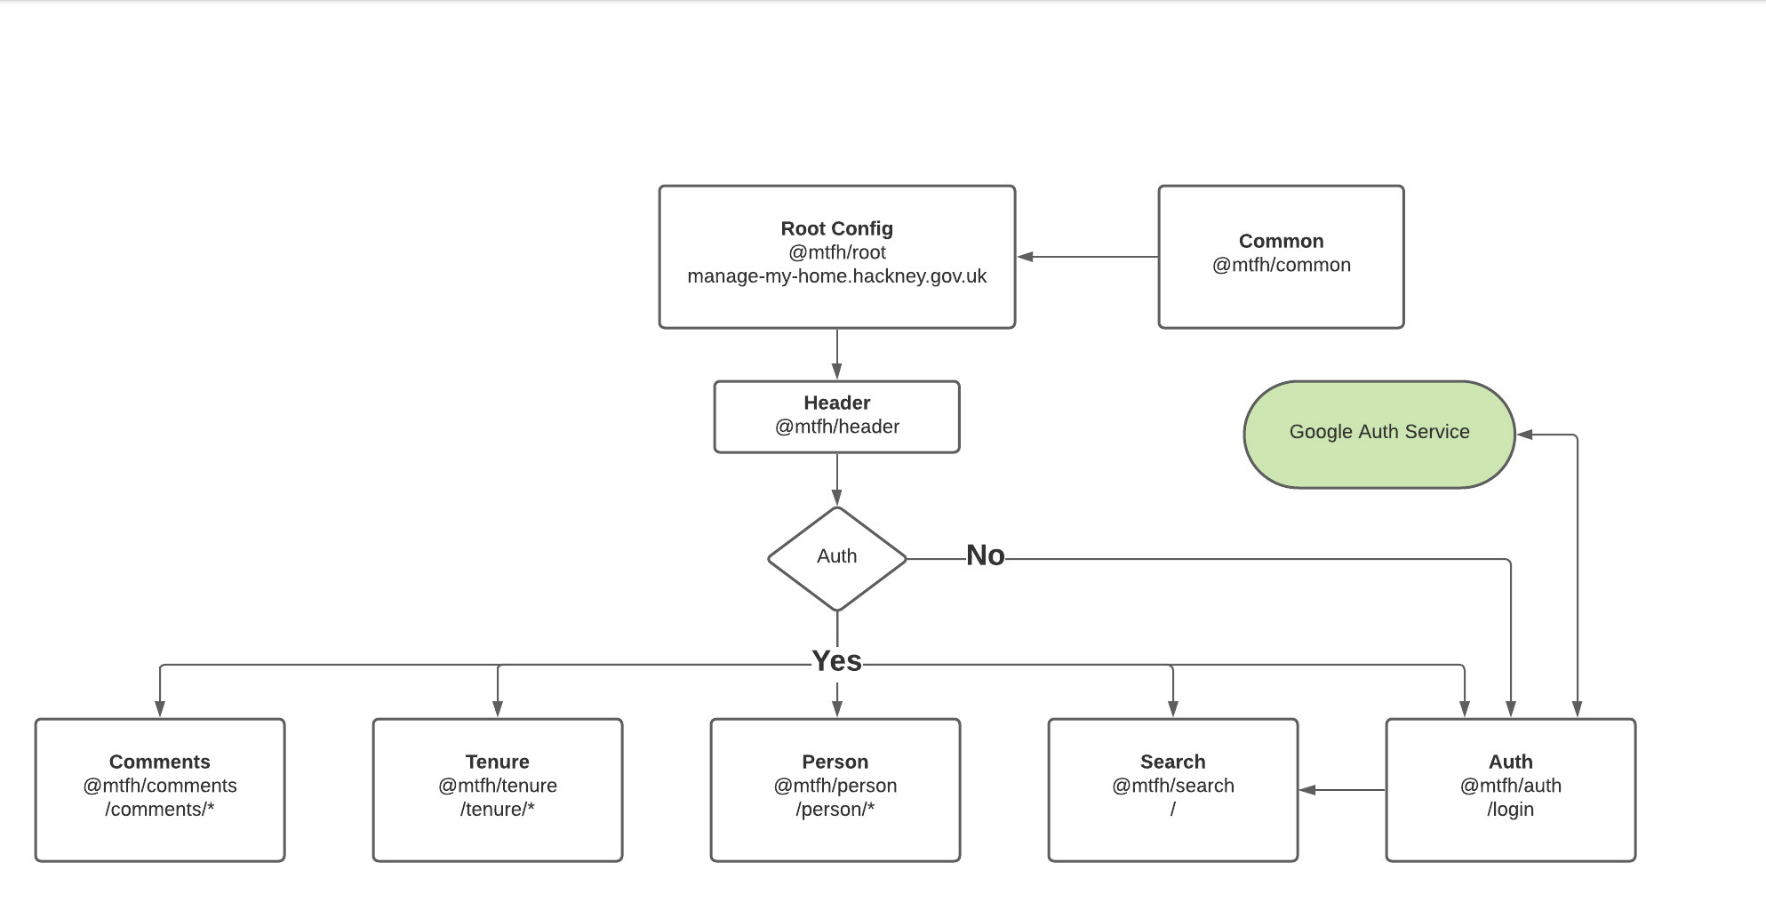 Root Config
@mtfh/root
manage-my-home.hackney.gov.uk
Common
@mtfh/common
Header
@mtfh/header
Google Auth Service
Auth
No
Yes
Comments
@mtfh/comments
/comments/*
Tenure
@mtfh/tenure
/tenure/*
Person
@mtfh/person
/person/*
Search
@mtfh/search
/
Auth
@mtfh/auth
/login